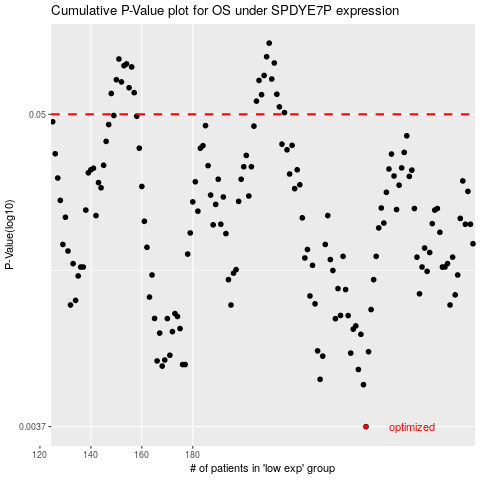 Cumulative P-Value plot for OS under SPDYE7P expression
P-Value(log10)
0.05
0.0037
optimized
120 140 160 180
# of patients in 'low exp' group